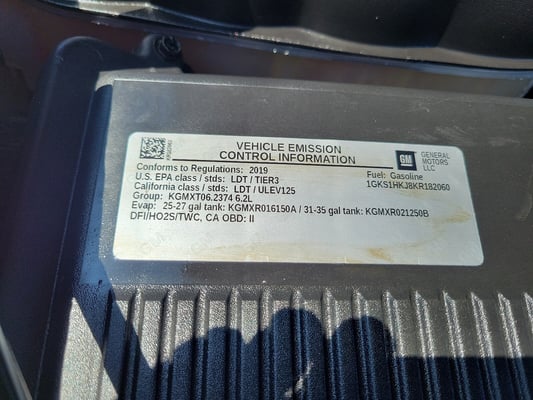 VEHICLE EMISSION
CONTROL INFORMATION
GM GENERAL MOTORS LLC
Conforms to Regulations: 2019
Fuel: Gasoline
U.S. EPA class / stds: LDT / TIER3
1GKS1HKJ8KR182060
California class / stds: LDT / ULEV125
Group: KGMXT06.2374 6.2L
Evap: 25-27 gal tank: KGMXR016150A / 31-35 gal tank: KGMXR021250B
DFI/HO2S/TWC, CA OBD: II